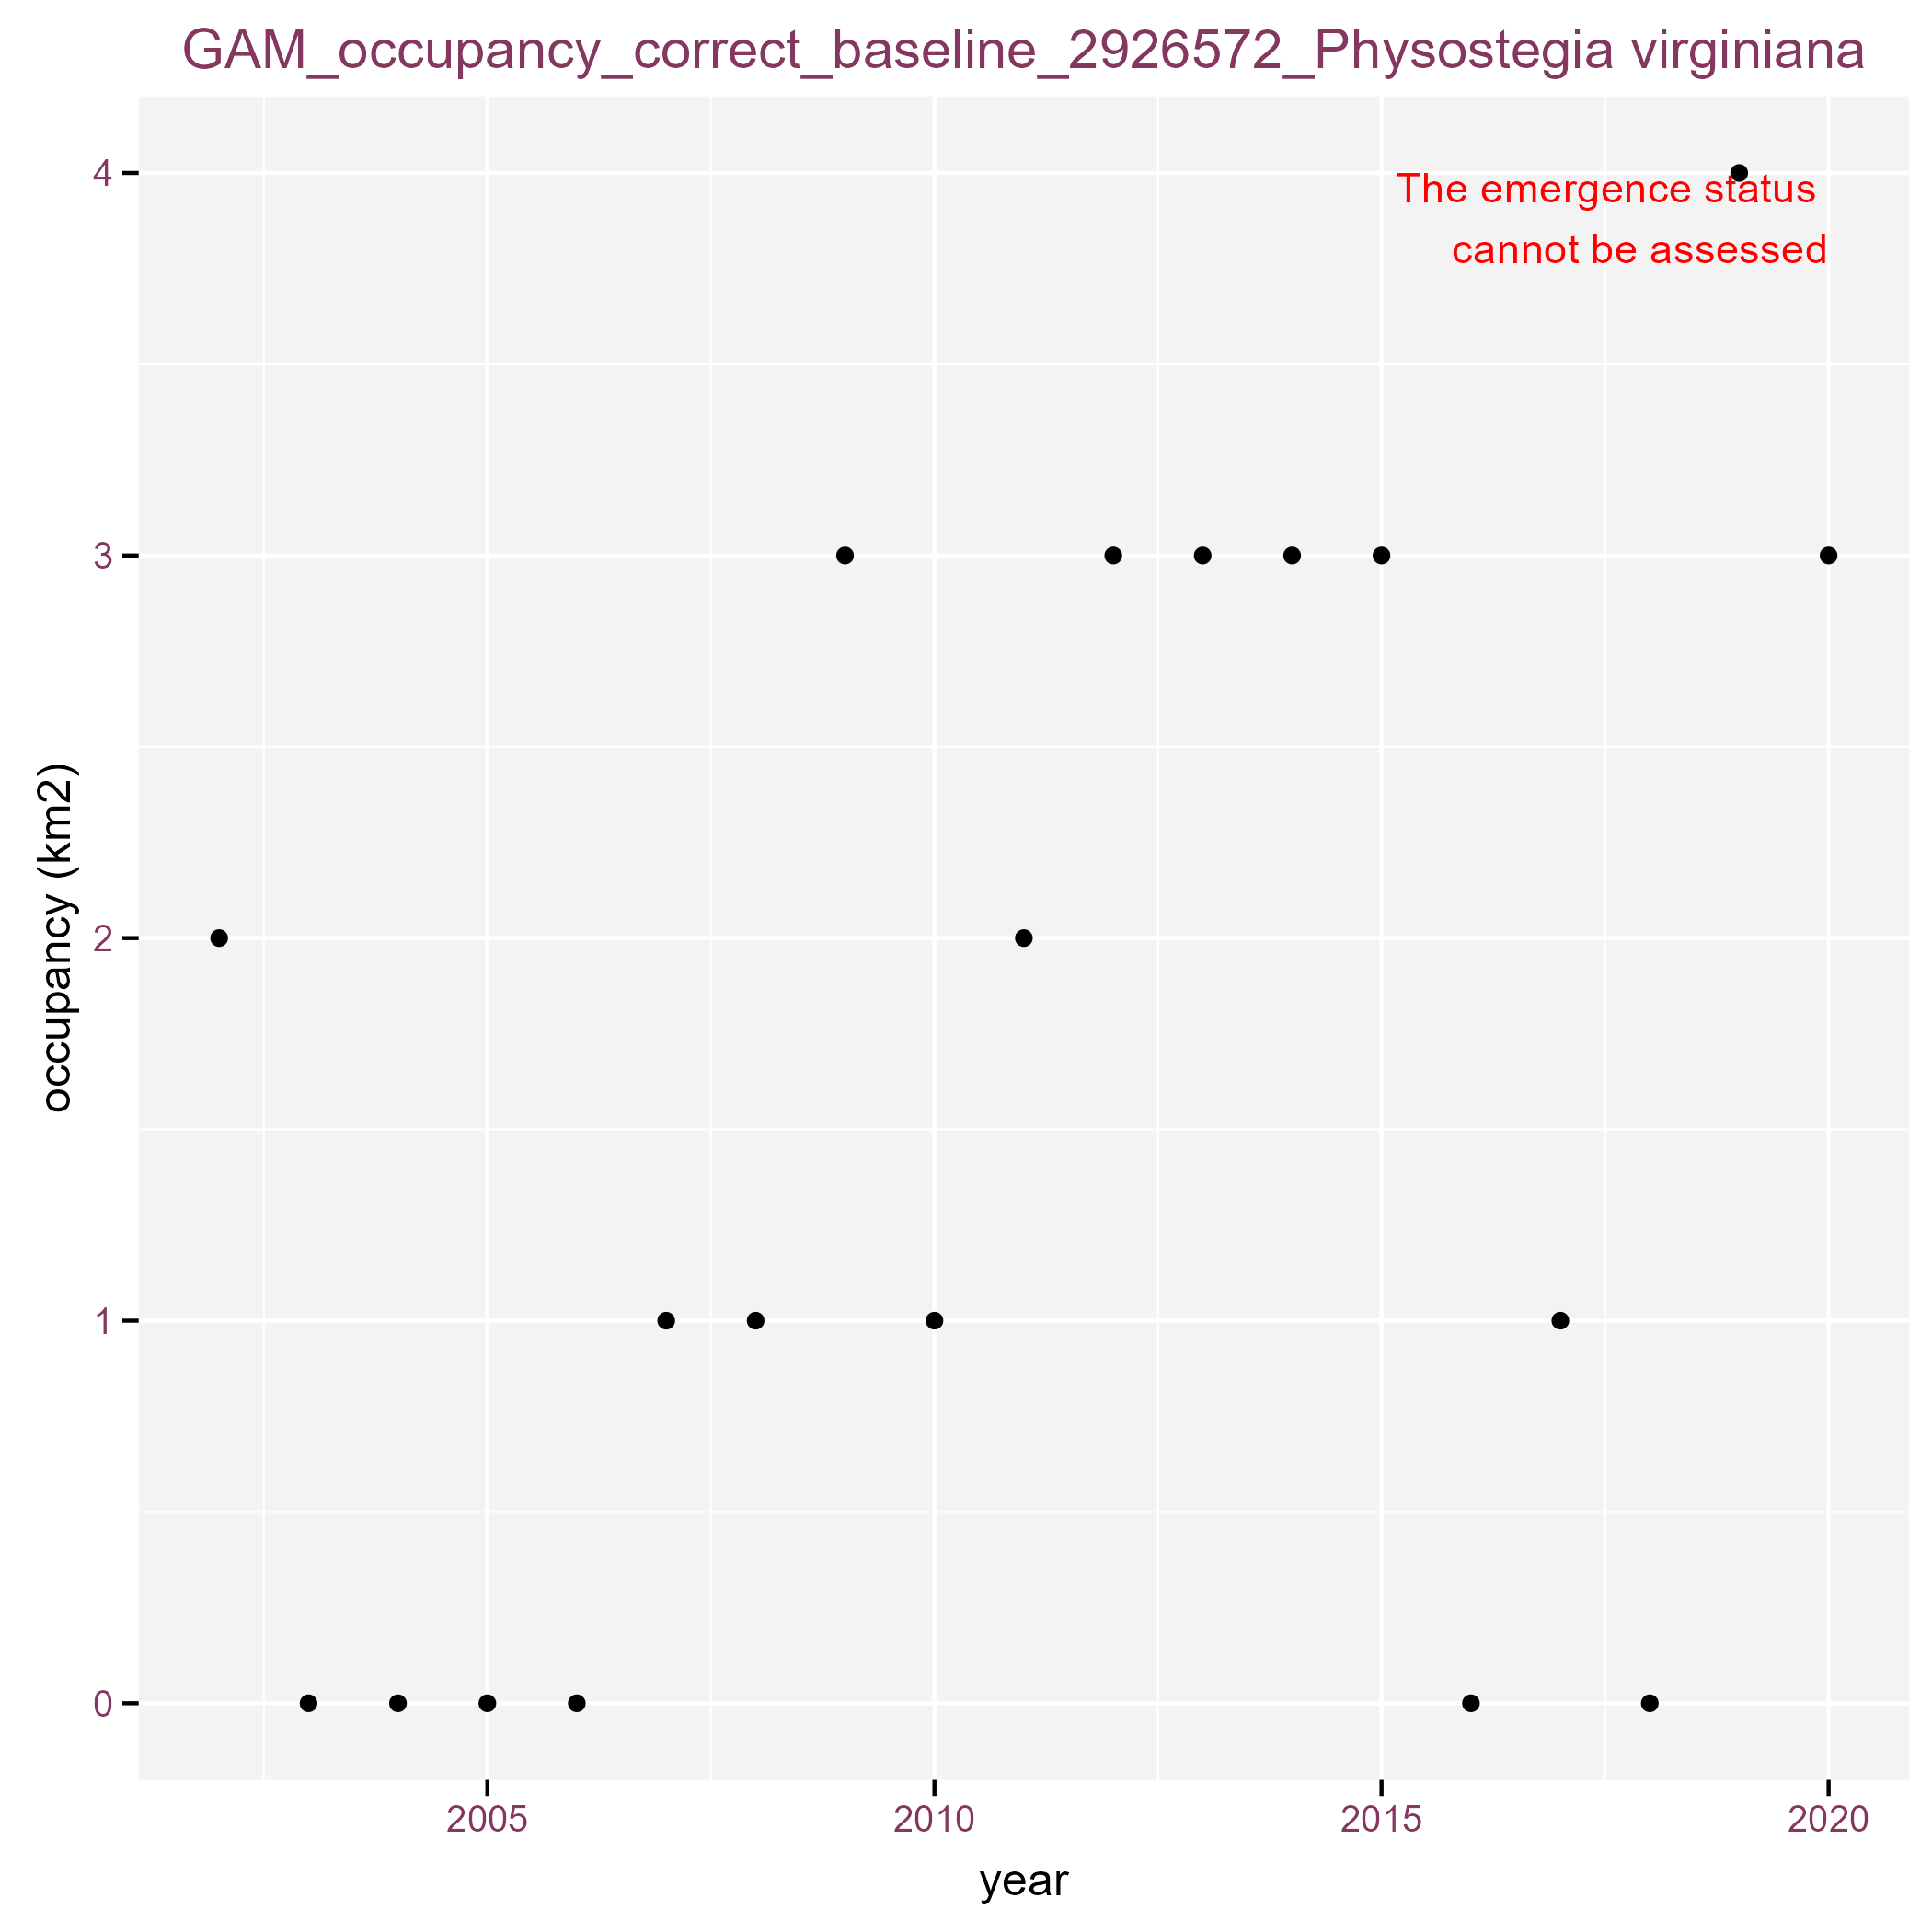 GAM_occupancy_correct_baseline_2926572_Physostegia virginiana
4
The emergence status
cannot be assessed
3
occupancy (km2)
2
1
0
2005 2010 2015 2020
year